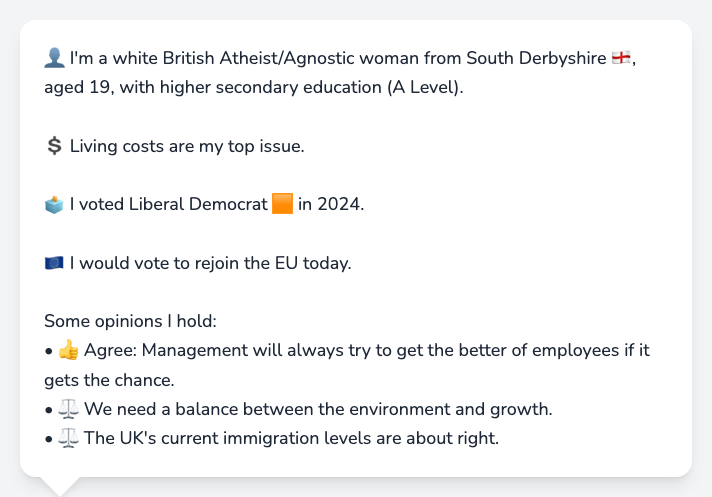 👤 I'm a white British Atheist/Agnostic woman from South Derbyshire 🏴󠁧󠁢󠁥󠁮󠁧󠁿,
aged 19, with higher secondary education (A Level).
💲 Living costs are my top issue.
🗳️ I voted Liberal Democrat 🟧 in 2024.
🇪🇺 I would vote to rejoin the EU today.
Some opinions I hold:
• 👍 Agree: Management will always try to get the better of employees if it
gets the chance.
• ⚖️ We need a balance between the environment and growth.
• ⚖️ The UK's current immigration levels are about right.